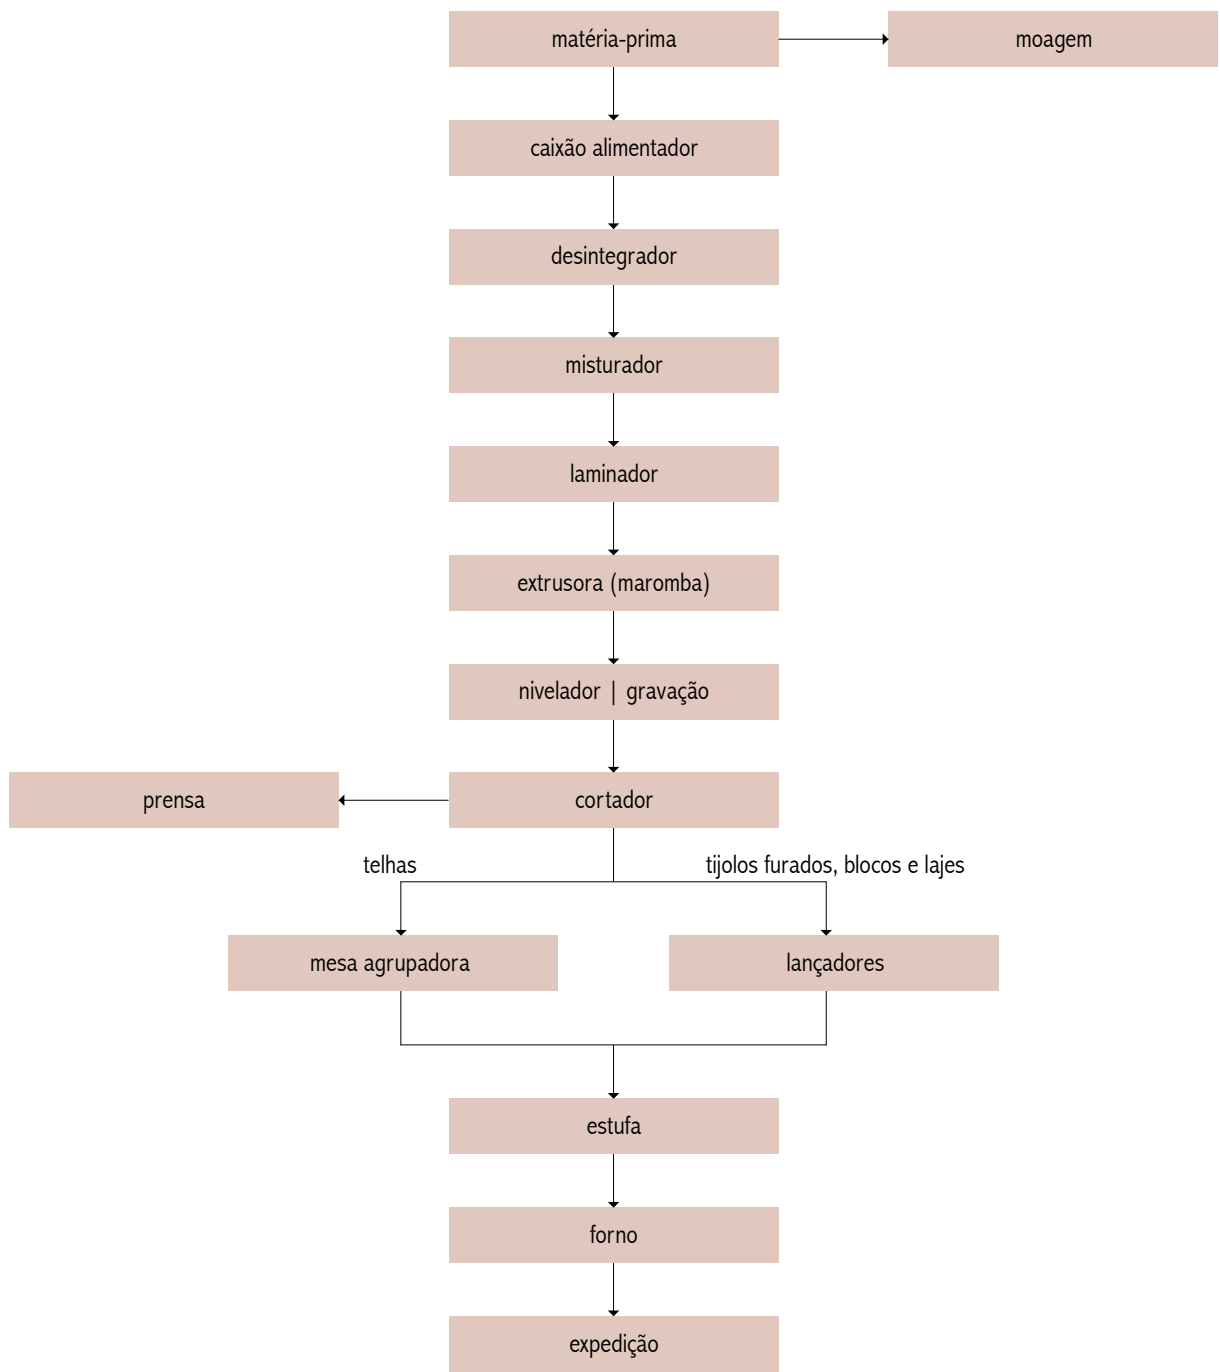 matéria-prima
moagem
caixão alimentador
desintegrador
misturador
laminador
extrusora (maromba)
nivelador | gravação
prensa
cortador
telhas
tijolos furados, blocos e lajes
mesa agrupadora
lançadores
estufa
forno
expedição